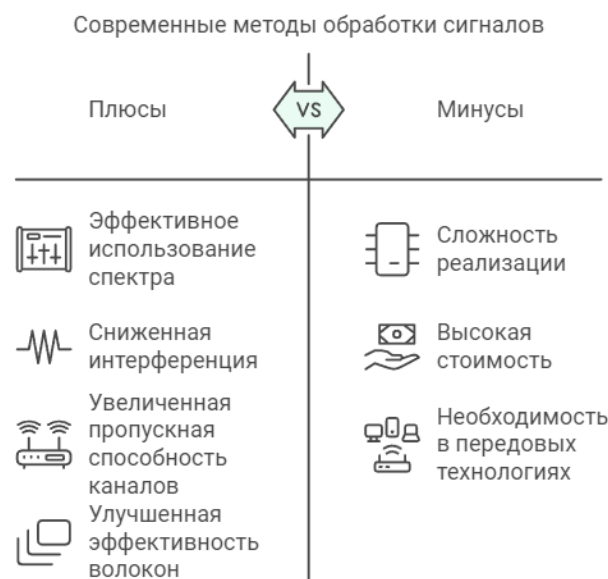 Современные методы обработки сигналов
Плюсы
VS
Минусы
Эффективное
использование
спектра
Сниженная
интерференция
Увеличенная
пропускная
способность
каналов
Улучшенная
эффективность
волокон
Сложность
реализации
Высокая
стоимость
Необходимость
в передовых
технологиях